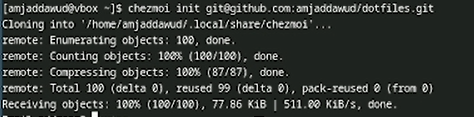 [amjaddawud@vbox ~]$ chezmoi init git@github.com:amjaddawud/dotfiles.git
Cloning into '/home/amjaddawud/.local/share/chezmoi'...
remote: Enumerating objects: 100, done.
remote: Counting objects: 100% (100/100), done.
remote: Compressing objects: 100% (87/87), done.
remote: Total 100 (delta 0), reused 99 (delta 0), pack-reused 0 (from 0)
Receiving objects: 100% (100/100), 77.86 KiB | 511.00 KiB/s, done.